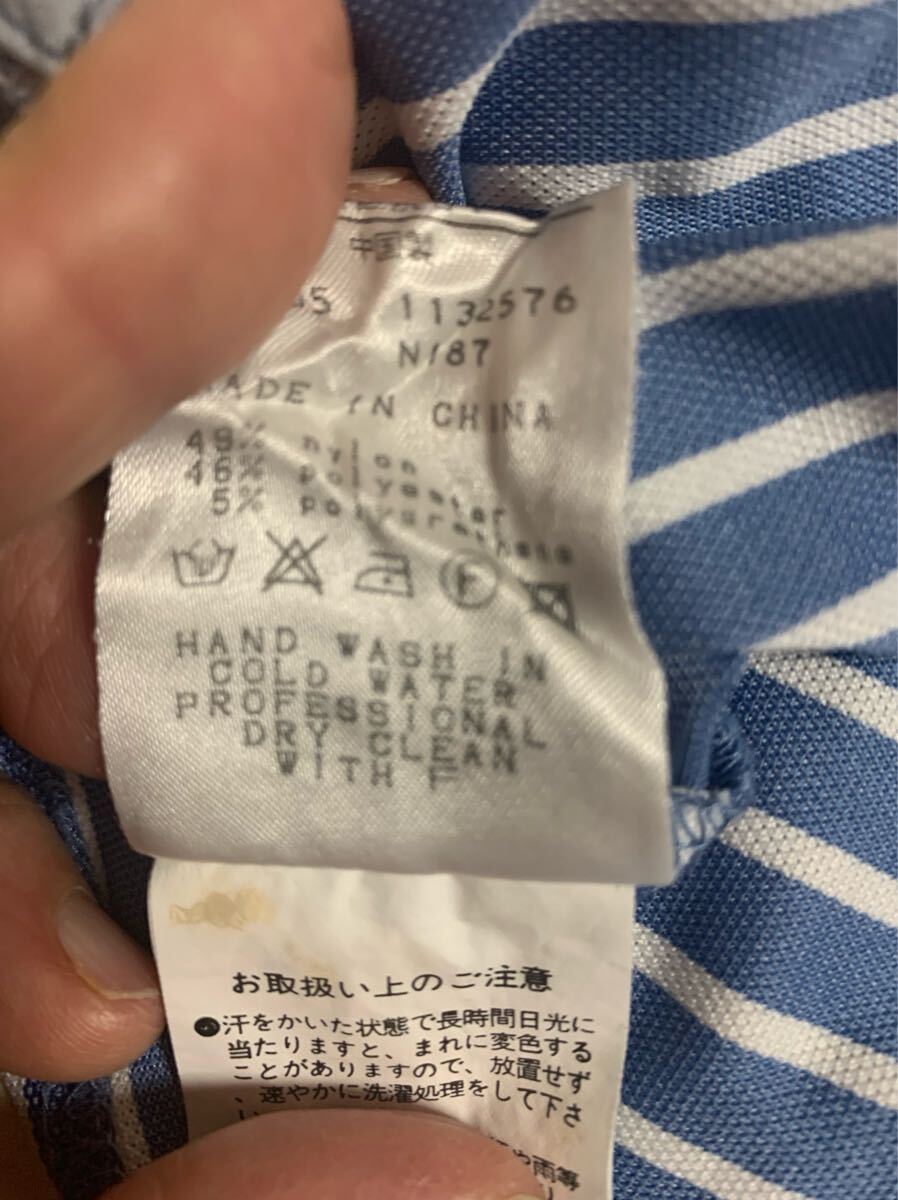 中国製
1132576
N/87
MADE IN CHINA
49% nylon
46% polyester
5%
F
HAND WASH IN
COLD WATER
PROFESSIONAL
DRY CLEAN
WITH F
お取扱い上のご注意
●汗をかいた状態で長時間日光に
当たりますと、まれに変色する
ことがありますので、放置せず
、速やかに洗濯処理をして下さ
い
や雨等